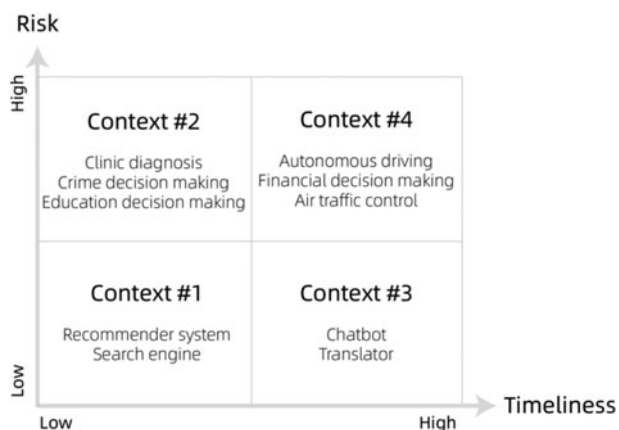 Risk
High
Context #2
Clinic diagnosis
Crime decision making
Education decision making
Context #4
Autonomous driving
Financial decision making
Air traffic control
Context #1
Recommender system
Search engine
Context #3
Chatbot
Translator
Low
Low
High
Timeliness